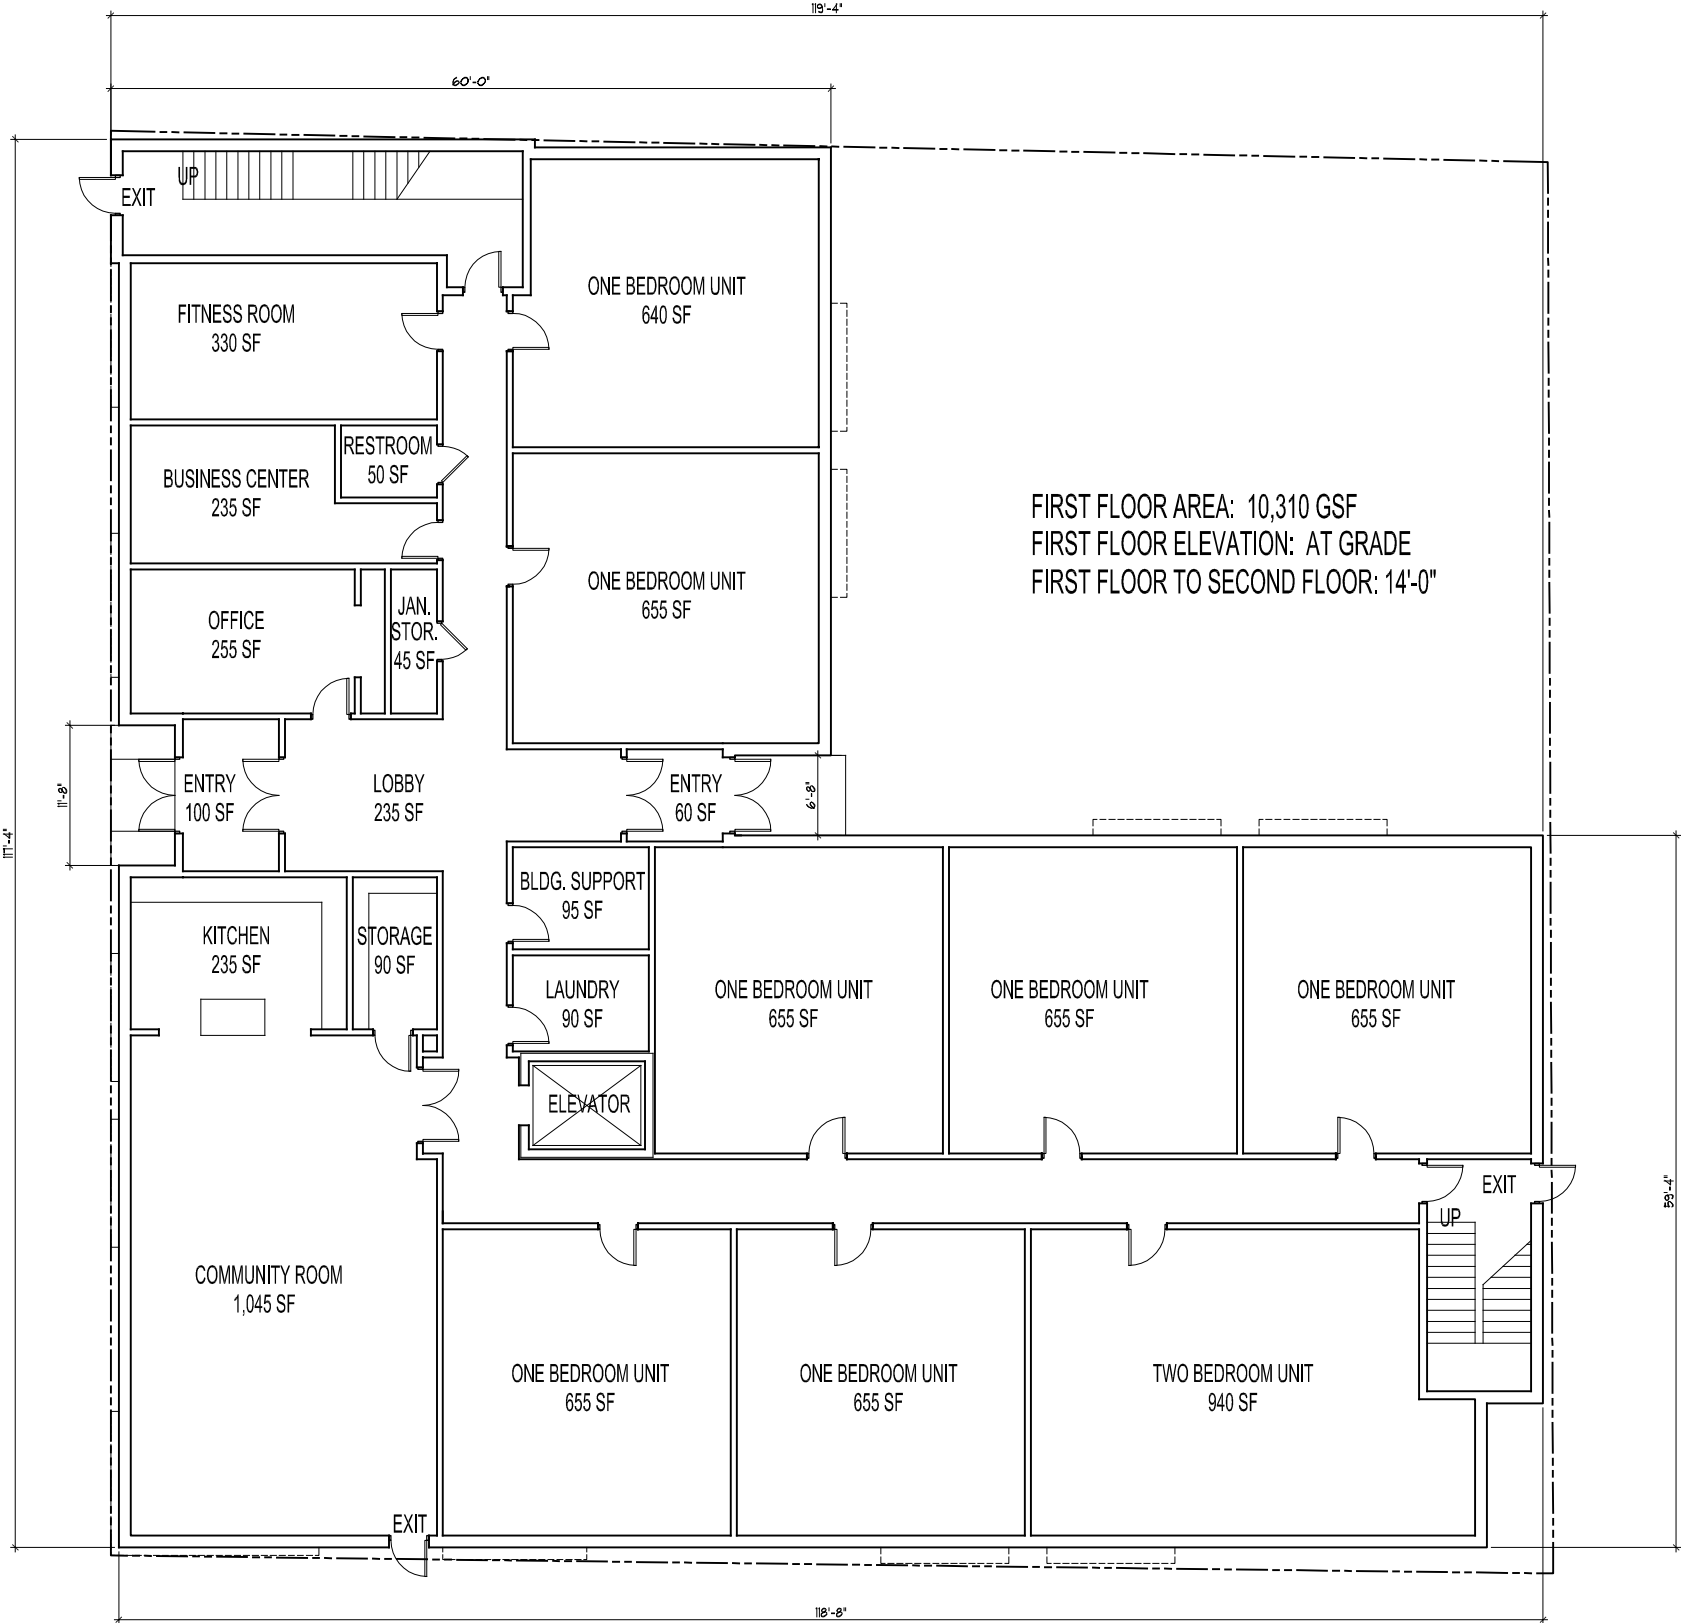 119'-4"
60'-0"
UP
EXIT
ONE BEDROOM UNIT
640 SF
FITNESS ROOM
330 SF
RESTROOM
50 SF
BUSINESS CENTER
235 SF
FIRST FLOOR AREA: 10,310 GSF
FIRST FLOOR ELEVATION: AT GRADE
FIRST FLOOR TO SECOND FLOOR: 14'-0"
ONE BEDROOM UNIT
655 SF
OFFICE
255 SF
JAN.
STOR.
45 SF
11'-8"
ENTRY
100 SF
LOBBY
235 SF
ENTRY
60 SF
6'-8"
117'-4"
BLDG. SUPPORT
95 SF
KITCHEN
235 SF
STORAGE
90 SF
LAUNDRY
90 SF
ONE BEDROOM UNIT
655 SF
ONE BEDROOM UNIT
655 SF
ONE BEDROOM UNIT
655 SF
ELEVATOR
EXIT
UP
59'-4"
COMMUNITY ROOM
1,045 SF
ONE BEDROOM UNIT
655 SF
ONE BEDROOM UNIT
655 SF
TWO BEDROOM UNIT
940 SF
EXIT
118'-8"